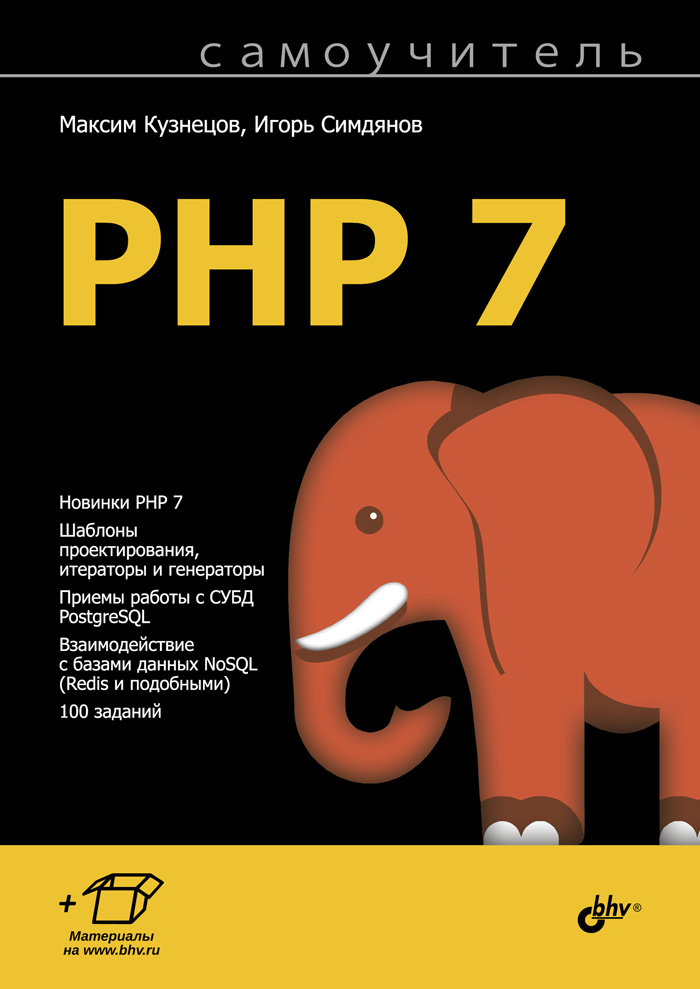 самоучитель
Максим Кузнецов, Игорь Симдянов
PHP 7
Новинки PHP 7
Шаблоны
проектирования,
итераторы и генераторы
Приемы работы с СУБД
PostgreSQL
Взаимодействие
с базами данных NoSQL
(Redis и подобными)
100 заданий
+
Материалы
на www.bhv.ru
bhv®